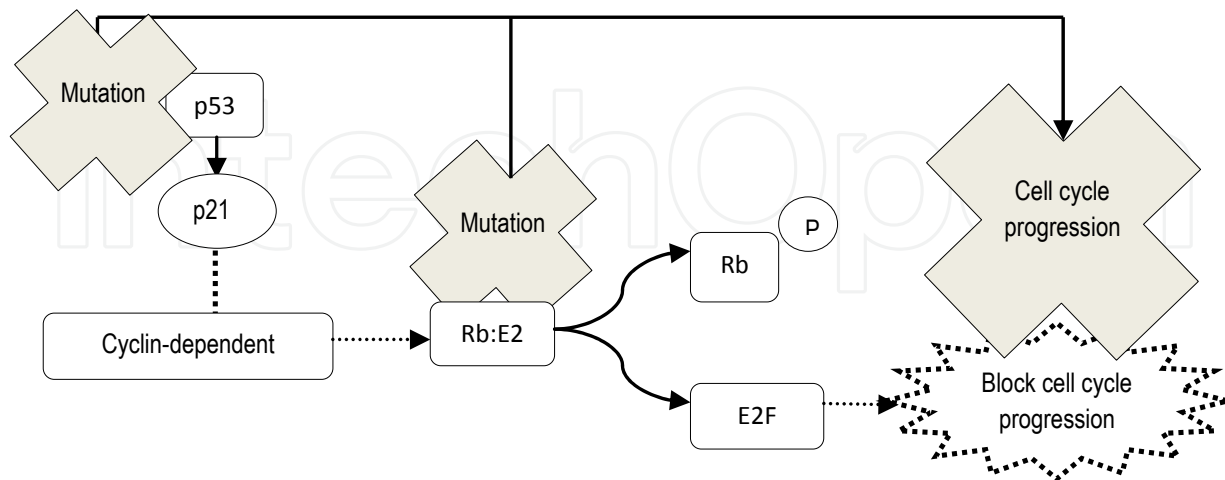 Mutation
p53
p21
Cyclin-dependent
Mutation
Rb:E2
Rb
P
E2F
Cell cycle
progression
Block cell cycle
progression
IntechOpen